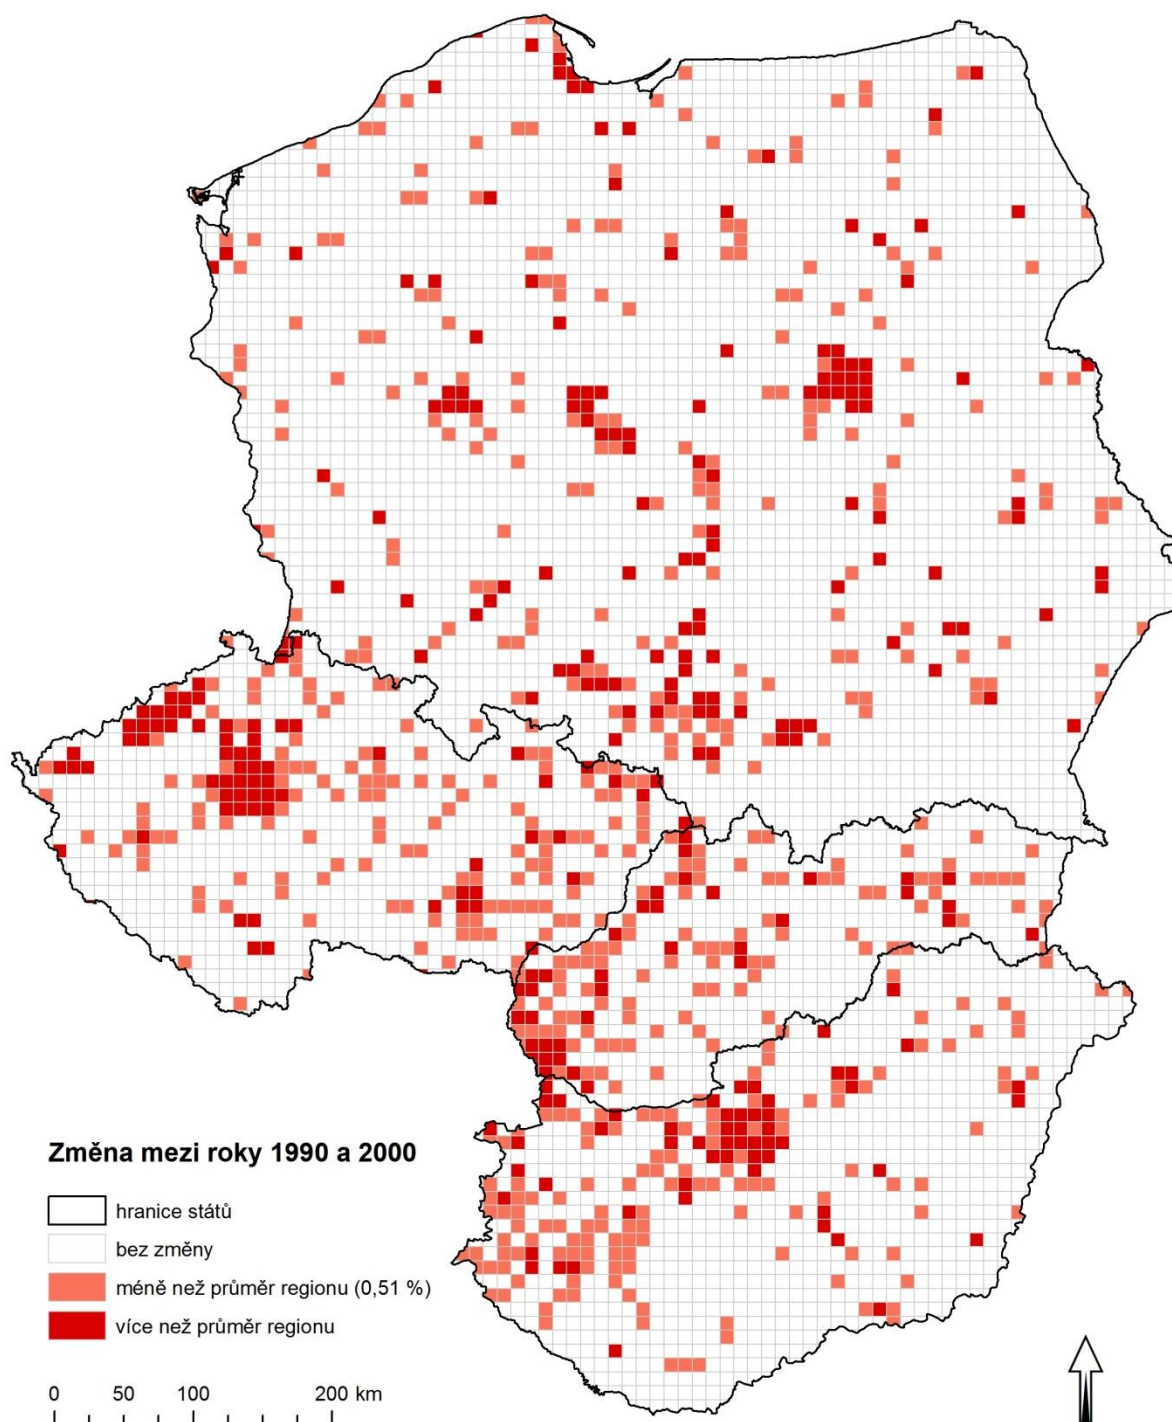 Změna mezi roky 1990 a 2000
hranice států
bez změny
méně než průměr regionu (0,51 %)
více než průměr regionu
0 50 100 200 km